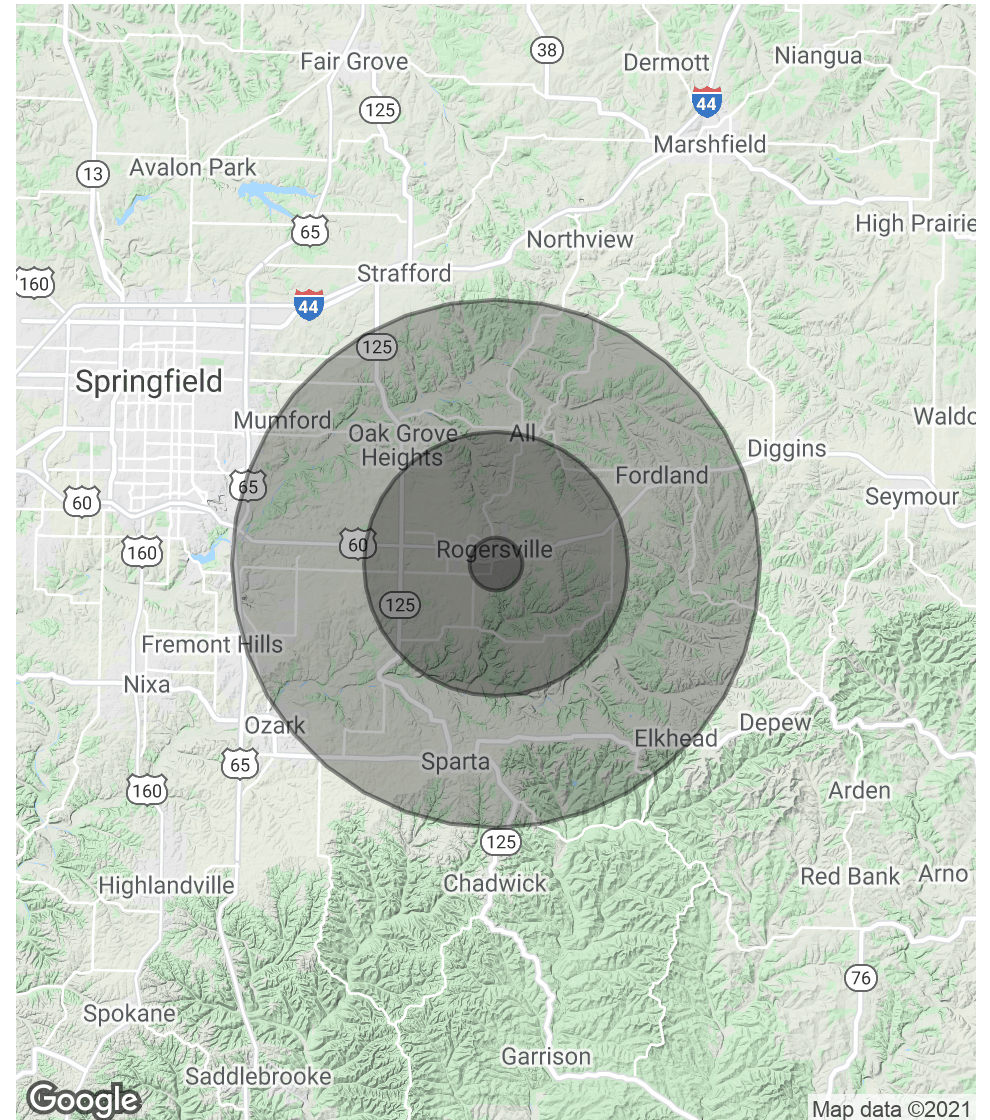 38
Fair Grove
Dermott
Niangua
44
125
Marshfield
Avalon Park
13
High Prairie
65
Northview
Strafford
160
44
125
Springfield
Mumford
Oak Grove
Heights
All
Waldo
Diggins
Fordland
65
60
Seymour
60
160
Rogersville
125
Fremont Hills
Nixa
Ozark
Depew
Elkhead
65
Sparta
160
Arden
125
Highlandville
Chadwick
Red Bank
Arno
76
Spokane
Garrison
Saddlebrooke
Google
Map data ©2021